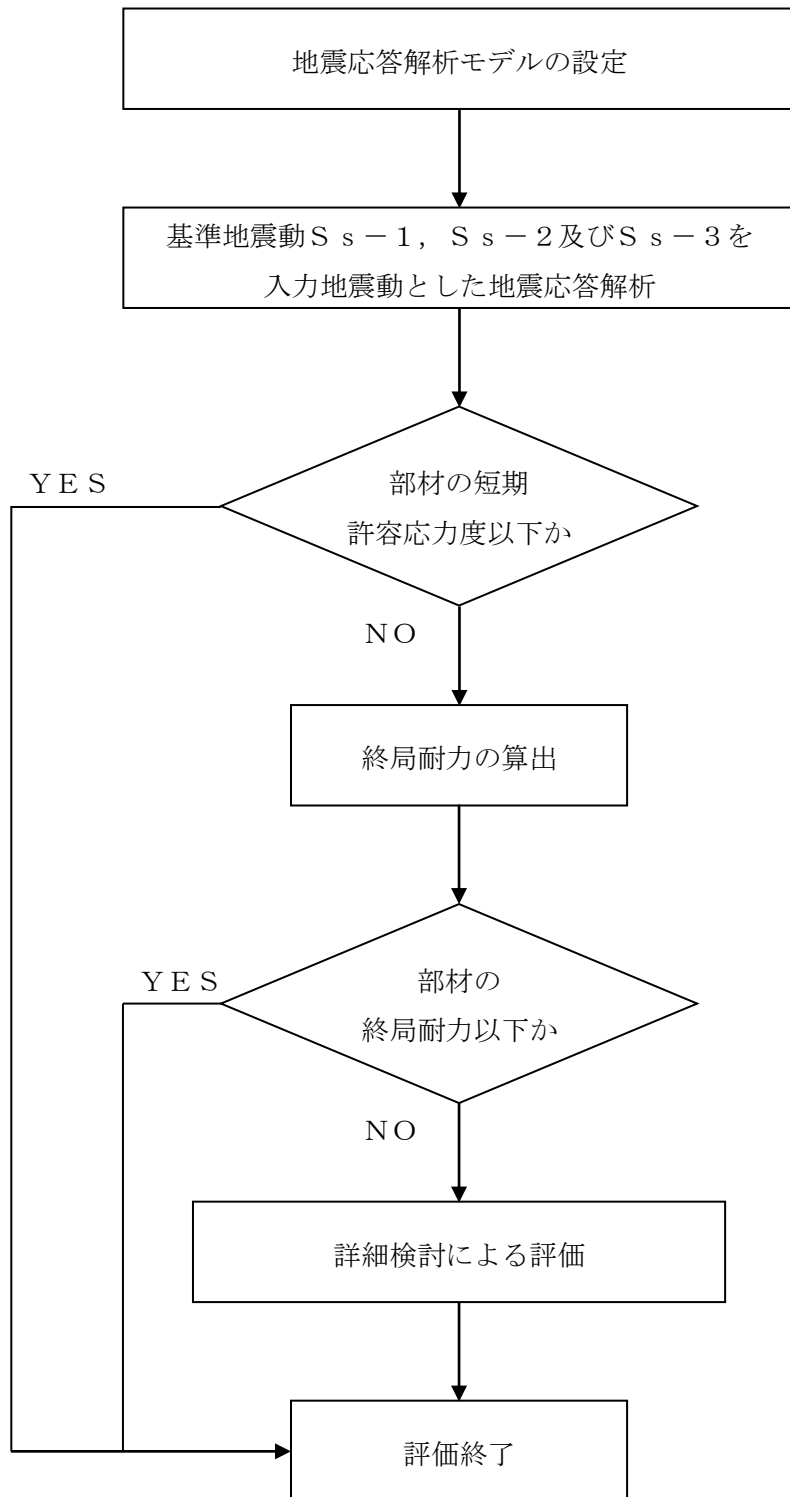 地震応答解析モデルの設定
基準地震動Ｓｓ－１，Ｓｓ－２及びＳｓ－３を
入力地震動とした地震応答解析
ＹＥＳ
部材の短期
許容応力度以下か
ＮＯ
終局耐力の算出
ＹＥＳ
部材の
終局耐力以下か
ＮＯ
詳細検討による評価
評価終了